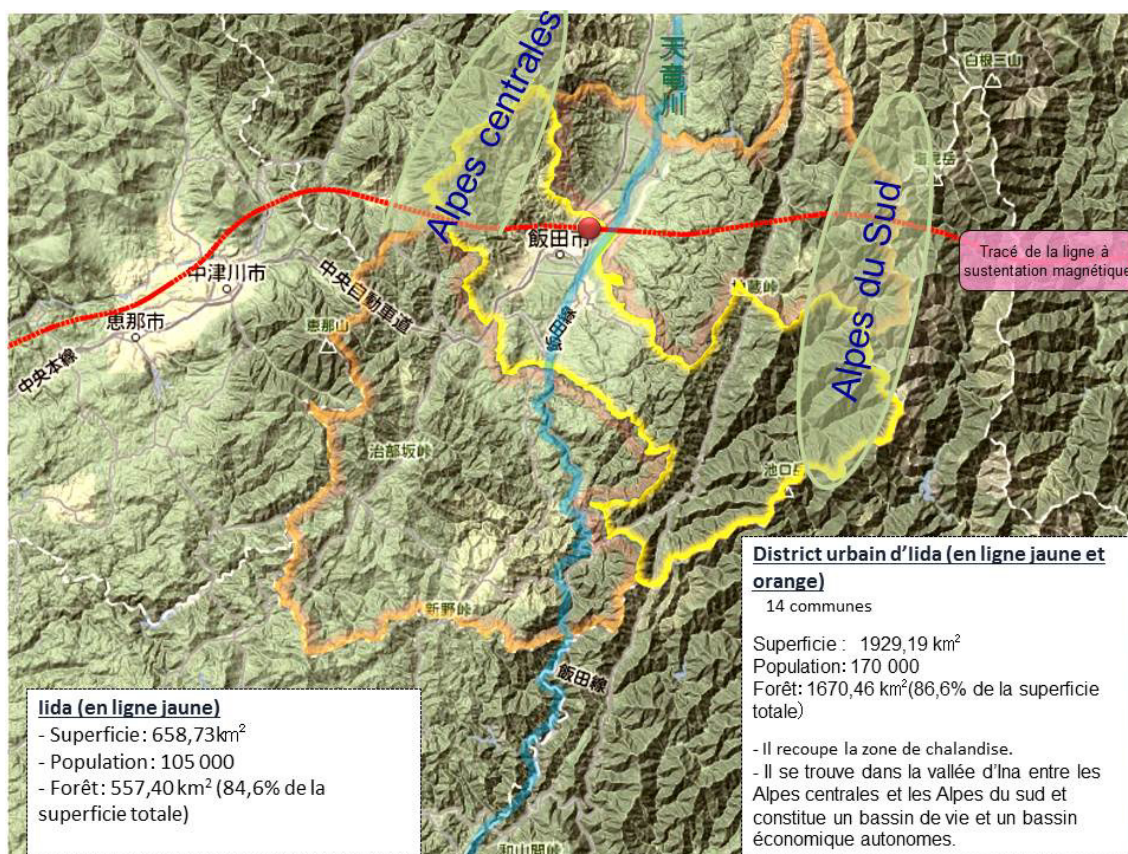 Alpes centrales
天竜川
白根三山
塩見岳
Alpes du Sud
Tracé de la ligne à
sustentation magnétique
飯田市
中津川市
中央自動車道
恵那市
恵那山
中央本線
飯田線
治部坂峠
池口岳
新野峠
飯田線
District urbain d'Iida (en ligne jaune et
orange)
14 communes
Superficie : 1929,19 km²
Population: 170 000
Forêt: 1670,46 km²(86,6% de la superficie
totale)
- Il recoupe la zone de chalandise.
- Il se trouve dans la vallée d'Ina entre les
Alpes centrales et les Alpes du sud et
constitue un bassin de vie et un bassin
économique autonomes.
Iida (en ligne jaune)
- Superficie: 658,73km²
- Population: 105 000
- Forêt: 557,40 km² (84,6% de la
superficie totale)